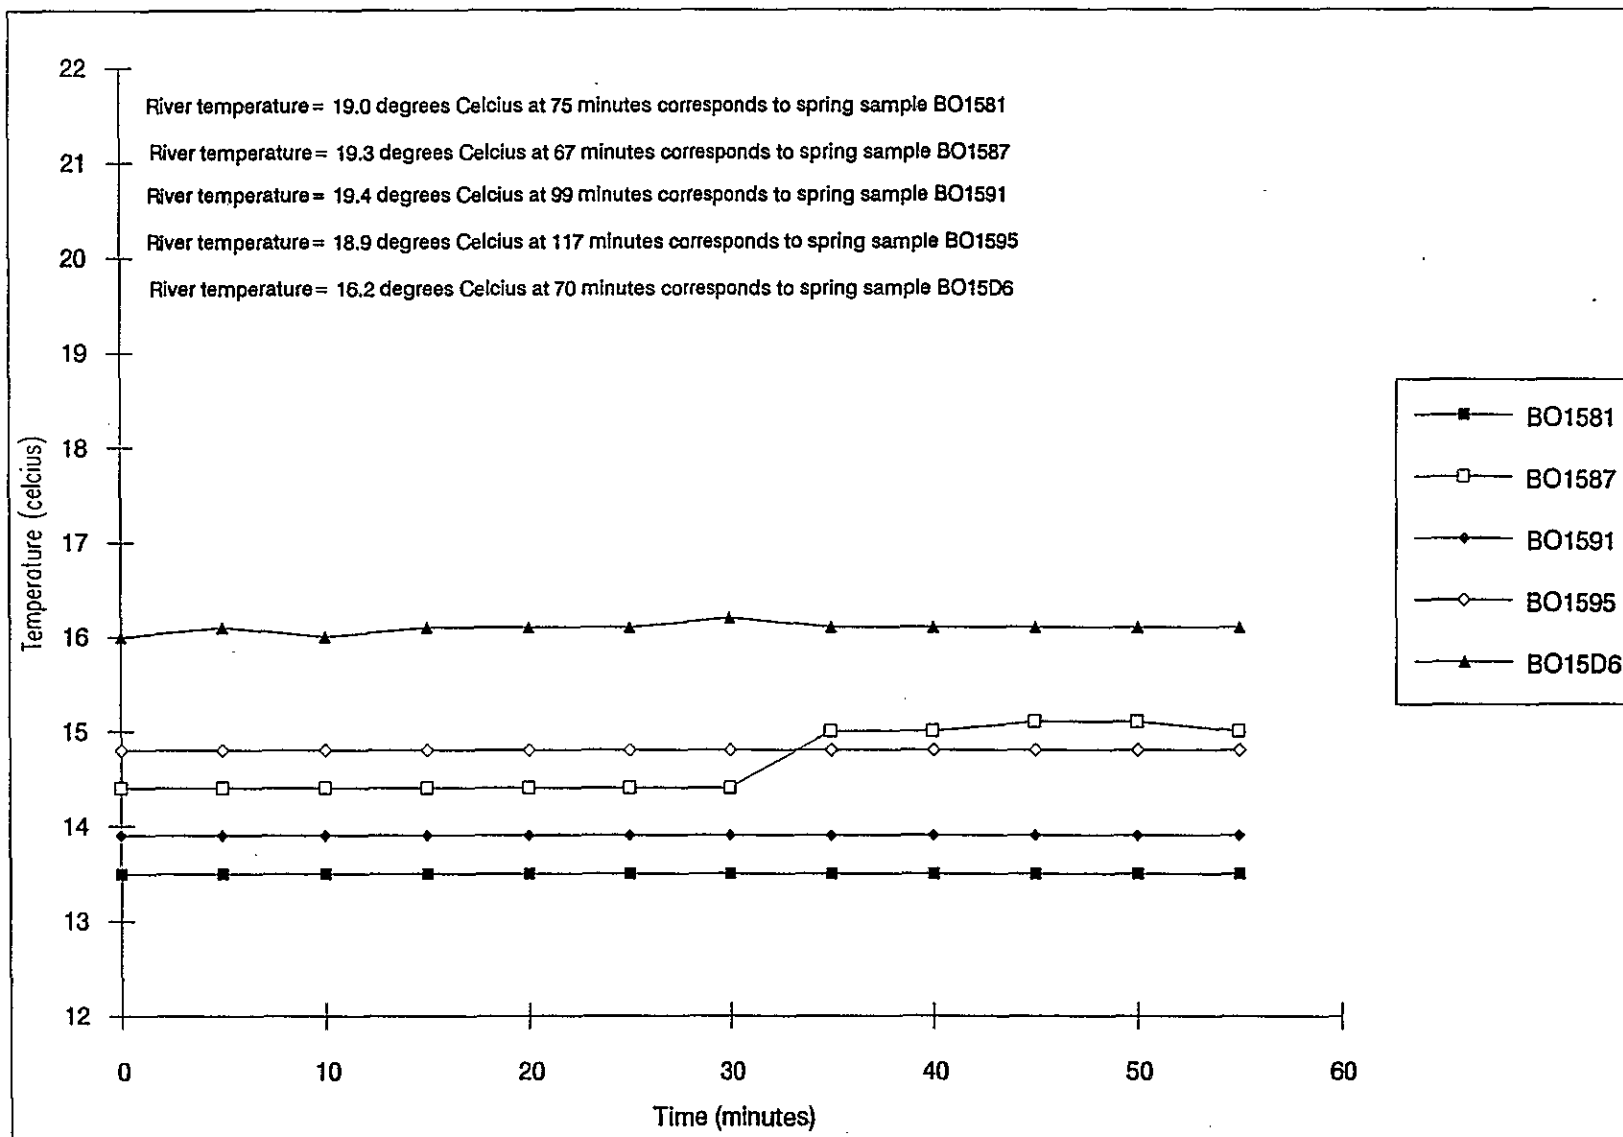 22
River temperature= 19.0 degrees Celcius at 75 minutes corresponds to spring sample BO1581
21
River temperature= 19.3 degrees Celcius at 67 minutes corresponds to spring sample BO1587
River temperature= 19.4 degrees Celcius at 99 minutes corresponds to spring sample BO1591
20
River temperature= 18.9 degrees Celcius at 117 minutes corresponds to spring sample BO1595
River temperature= 16.2 degrees Celcius at 70 minutes corresponds to spring sample BO15D6
19
18
17
16
15
14
13
12
Temperature (celcius)
0 10 20 30 40 50 60
Time (minutes)
BO1581
BO1587
BO1591
BO1595
BO15D6